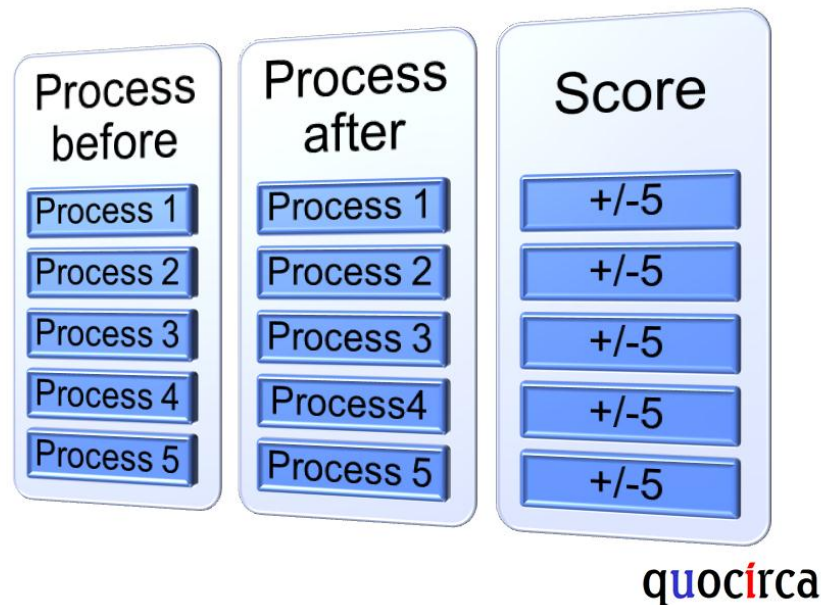 Process
before
Process 1
Process 2
Process 3
Process 4
Process 5
Process
after
Process 1
Process 2
Process 3
Process4
Process 5
Score
+/-5
+/-5
+/-5
+/-5
+/-5
quocírca